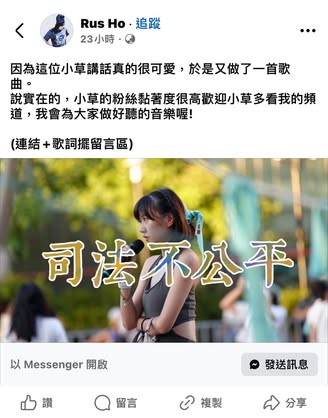 Rus Ho · 追蹤
23小時 ·
因為這位小草講話真的很可愛，於是又做了一首歌
曲。
說實在的，小草的粉絲黏著度很高歡迎小草多看我的頻
道，我會為大家做好聽的音樂喔!
(連結+歌詞擺留言區)
司法不公平
以 Messenger 開啟
發送訊息
讚 留言 複製 分享